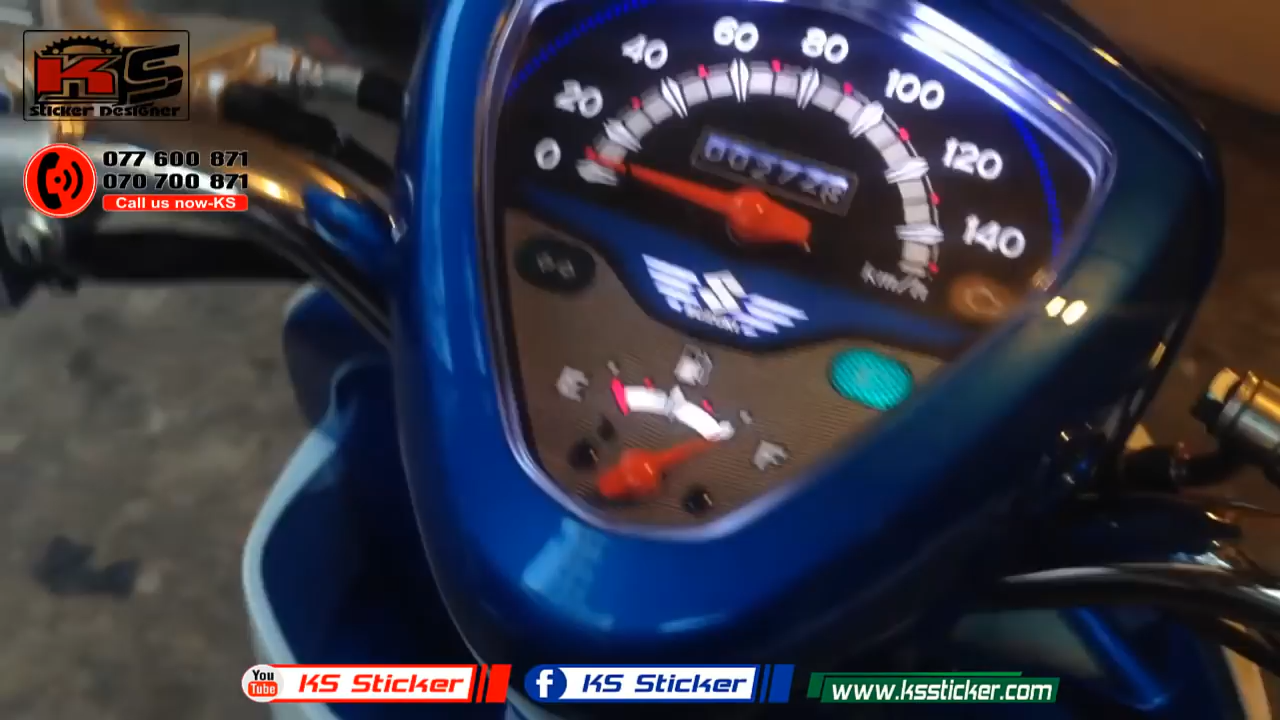 KS
Sticker Designer
077 600 871
070 700 871
Call us now-KS
0
20
40
60
80
100
120
140
km/h
You
Tube
KS Sticker
f
KS Sticker
www.kssticker.com